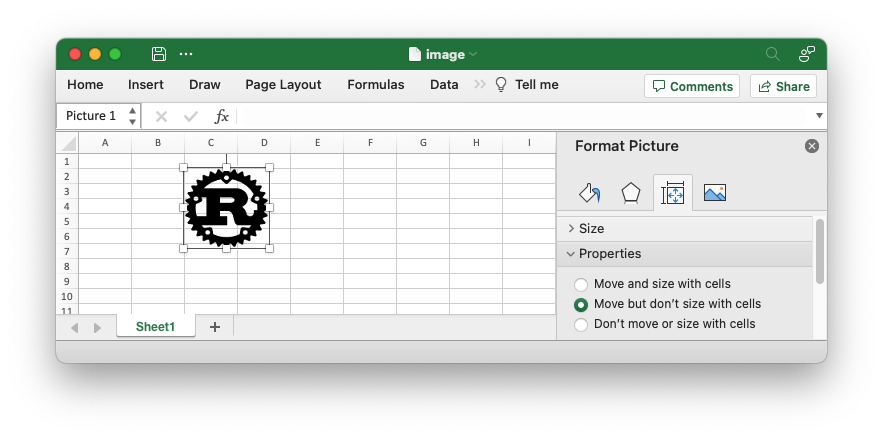 image
Home Insert Draw Page Layout Formulas Data Tell me Comments Share
Picture 1 fx
A B C D E F G H I
1
2
3
4
5
6
7
8
9
10
11
R
Sheet1 +
Format Picture
Size
Properties
Move and size with cells
Move but don't size with cells
Don't move or size with cells